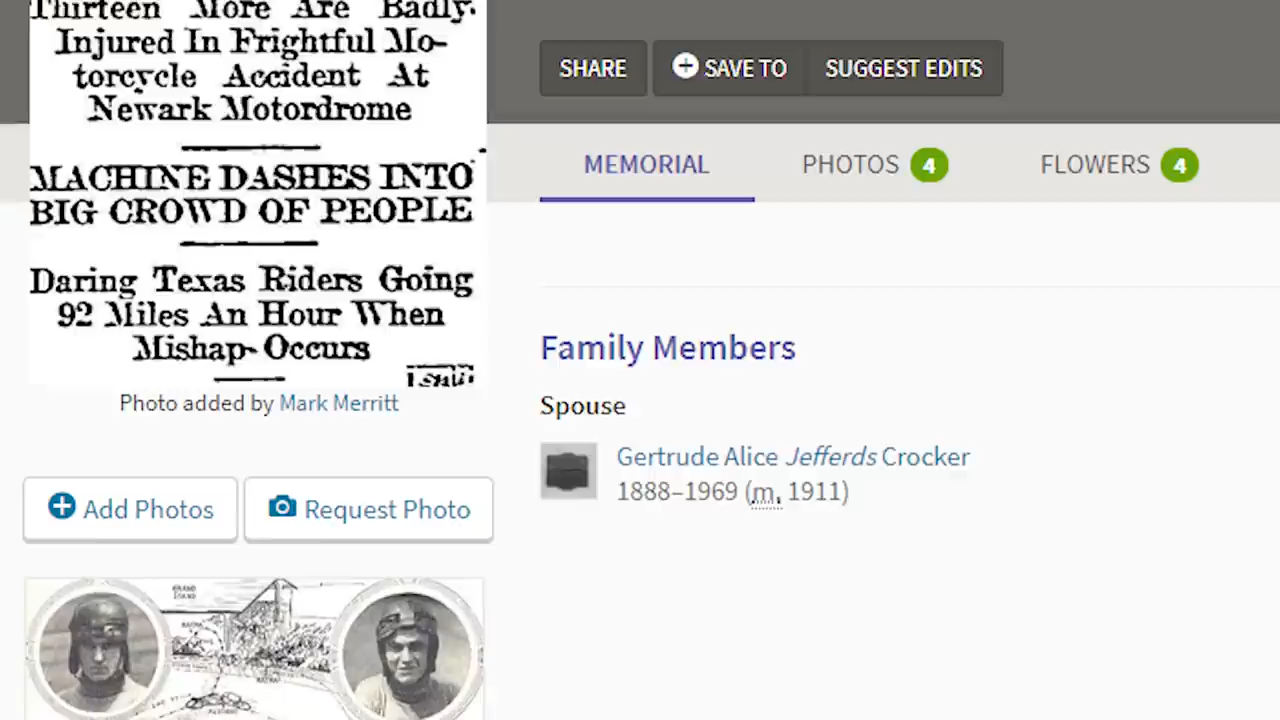 Thirteen More Are Badly
Injured In Frightful Mo-
torcycle Accident At
Newark Motordrome
MACHINE DASHES INTO
BIG CROWD OF PEOPLE
Daring Texas Riders Going
92 Miles An Hour When
Mishap Occurs
Photo added by Mark Merritt
Add Photos
Request Photo
GRAND
STAND
SHARE
SAVE TO
SUGGEST EDITS
MEMORIAL
PHOTOS 4
FLOWERS 4
Family Members
Spouse
Gertrude Alice Jefferds Crocker
1888–1969 (m. 1911)